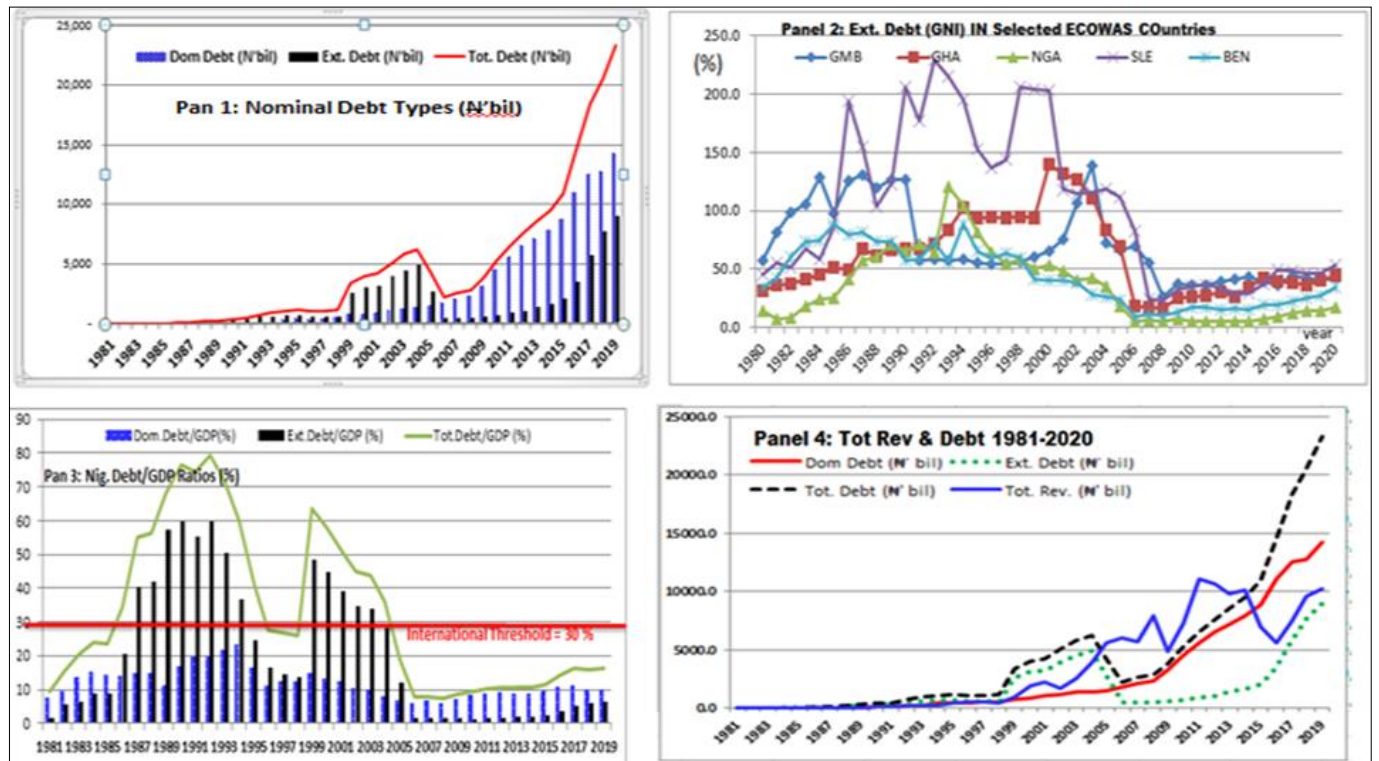 25,000
20,000
15,000
10,000
5,000
-
Dom Debt (N'bil) Ext. Debt (N'bil) Tot. Debt (N'bil)
Pan 1: Nominal Debt Types (₦'bil)
1981 1983 1985 1987 1989 1991 1993 1995 1997 1999 2001 2003 2005 2007 2009 2011 2013 2015 2017 2019
Panel 2: Ext. Debt (GNI) IN Selected ECOWAS COuntries
(%)
GMB GHA NGA SLE BEN
250.0
200.0
150.0
100.0
50.0
0.0
year
1980 1982 1984 1986 1988 1990 1992 1994 1996 1998 2000 2002 2004 2006 2008 2010 2012 2014 2016 2018 2020
90
80
70
60
50
40
30
20
10
0
Dom.Debt/GDP(%) Ext.Debt/GDP (%) Tot.Debt/GDP (%)
Pan 3: Nig. Debt/GDP Ratios (%)
International Threshold = 30 %
1981 1983 1985 1987 1989 1991 1993 1995 1997 1999 2001 2003 2005 2007 2009 2011 2013 2015 2017 2019
25000.0
20000.0
15000.0
10000.0
5000.0
0.0
Panel 4: Tot Rev & Debt 1981-2020
Dom Debt (₦' bil) Ext. Debt (₦' bil)
Tot. Debt (₦' bil) Tot. Rev. (₦' bil)
1981 1983 1985 1987 1989 1991 1993 1995 1997 1999 2001 2003 2005 2007 2009 2011 2013 2015 2017 2019